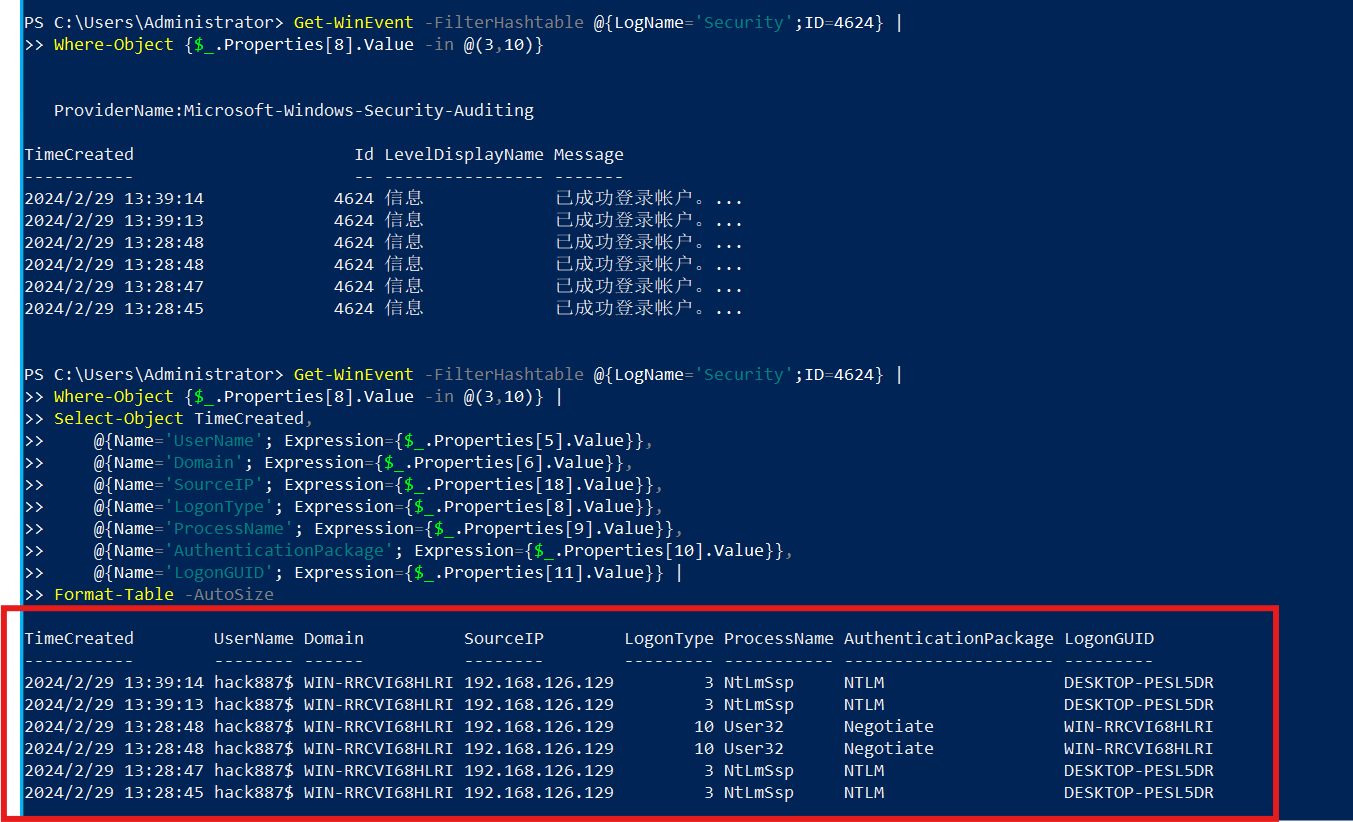 PS C:\Users\Administrator> Get-WinEvent -FilterHashtable @{LogName='Security';ID=4624} |
>> Where-Object {$_.Properties[8].Value -in @(3,10)}
ProviderName:Microsoft-Windows-Security-Auditing
TimeCreated Id LevelDisplayName Message
----------- -- ---------------- -------
2024/2/29 13:39:14 4624 信息 已成功登录帐户。...
2024/2/29 13:39:13 4624 信息 已成功登录帐户。...
2024/2/29 13:28:48 4624 信息 已成功登录帐户。...
2024/2/29 13:28:48 4624 信息 已成功登录帐户。...
2024/2/29 13:28:47 4624 信息 已成功登录帐户。...
2024/2/29 13:28:45 4624 信息 已成功登录帐户。...
PS C:\Users\Administrator> Get-WinEvent -FilterHashtable @{LogName='Security';ID=4624} |
>> Where-Object {$_.Properties[8].Value -in @(3,10)} |
>> Select-Object TimeCreated,
>> @{Name='UserName'; Expression={$_.Properties[5].Value}},
>> @{Name='Domain'; Expression={$_.Properties[6].Value}},
>> @{Name='SourceIP'; Expression={$_.Properties[18].Value}},
>> @{Name='LogonType'; Expression={$_.Properties[8].Value}},
>> @{Name='ProcessName'; Expression={$_.Properties[9].Value}},
>> @{Name='AuthenticationPackage'; Expression={$_.Properties[10].Value}},
>> @{Name='LogonGUID'; Expression={$_.Properties[11].Value}} |
>> Format-Table -AutoSize
TimeCreated UserName Domain SourceIP LogonType ProcessName AuthenticationPackage LogonGUID
----------- -------- ------ -------- --------- ----------- --------------------- ---------
2024/2/29 13:39:14 hack887$ WIN-RRCVI68HLRI 192.168.126.129 3 NtLmSsp NTLM DESKTOP-PESL5DR
2024/2/29 13:39:13 hack887$ WIN-RRCVI68HLRI 192.168.126.129 3 NtLmSsp NTLM DESKTOP-PESL5DR
2024/2/29 13:28:48 hack887$ WIN-RRCVI68HLRI 192.168.126.129 10 User32 Negotiate WIN-RRCVI68HLRI
2024/2/29 13:28:48 hack887$ WIN-RRCVI68HLRI 192.168.126.129 10 User32 Negotiate WIN-RRCVI68HLRI
2024/2/29 13:28:47 hack887$ WIN-RRCVI68HLRI 192.168.126.129 3 NtLmSsp NTLM DESKTOP-PESL5DR
2024/2/29 13:28:45 hack887$ WIN-RRCVI68HLRI 192.168.126.129 3 NtLmSsp NTLM DESKTOP-PESL5DR